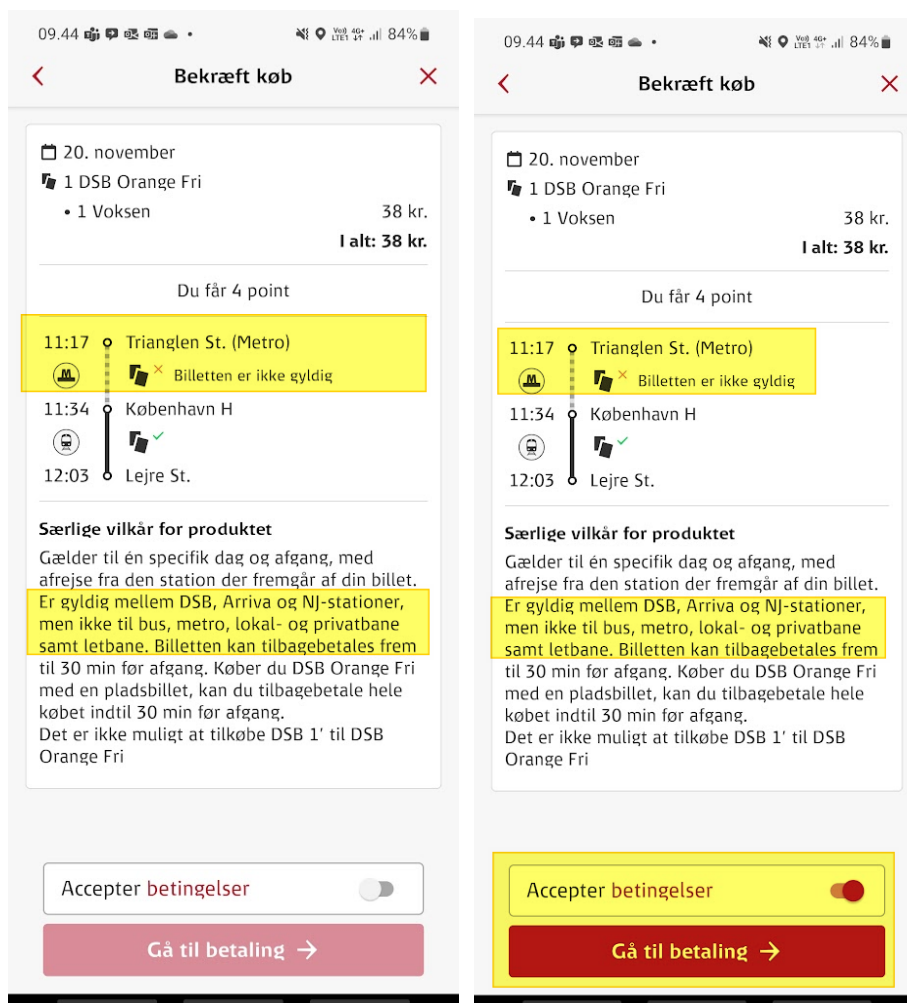 09.44 84%
Bekræft køb
20. november
1 DSB Orange Fri
• 1 Voksen 38 kr.
I alt: 38 kr.
Du får 4 point
11:17 Trianglen St. (Metro)
Billetten er ikke gyldig
11:34 København H
12:03 Lejre St.
Særlige vilkår for produktet
Gælder til én specifik dag og afgang, med
afrejse fra den station der fremgår af din billet.
Er gyldig mellem DSB, Arriva og NJ-stationer,
men ikke til bus, metro, lokal- og privatbane
samt letbane. Billetten kan tilbagebetales frem
til 30 min før afgang. Køber du DSB Orange Fri
med en pladsbillet, kan du tilbagebetale hele
købet indtil 30 min før afgang.
Det er ikke muligt at tilkøbe DSB 1' til DSB
Orange Fri
Accepter betingelser
Gå til betaling →
09.44 84%
Bekræft køb
20. november
1 DSB Orange Fri
• 1 Voksen 38 kr.
I alt: 38 kr.
Du får 4 point
11:17 Trianglen St. (Metro)
Billetten er ikke gyldig
11:34 København H
12:03 Lejre St.
Særlige vilkår for produktet
Gælder til én specifik dag og afgang, med
afrejse fra den station der fremgår af din billet.
Er gyldig mellem DSB, Arriva og NJ-stationer,
men ikke til bus, metro, lokal- og privatbane
samt letbane. Billetten kan tilbagebetales frem
til 30 min før afgang. Køber du DSB Orange Fri
med en pladsbillet, kan du tilbagebetale hele
købet indtil 30 min før afgang.
Det er ikke muligt at tilkøbe DSB 1' til DSB
Orange Fri
Accepter betingelser
Gå til betaling →